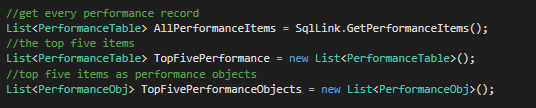 //get every performance record
List<PerformanceTable> AllPerformanceItems = SqlLink.GetPerformanceItems();
//the top five items
List<PerformanceTable> TopFivePerformance = new List<PerformanceTable>();
//top five items as performance objects
List<PerformanceObj> TopFivePerformanceObjects = new List<PerformanceObj>();